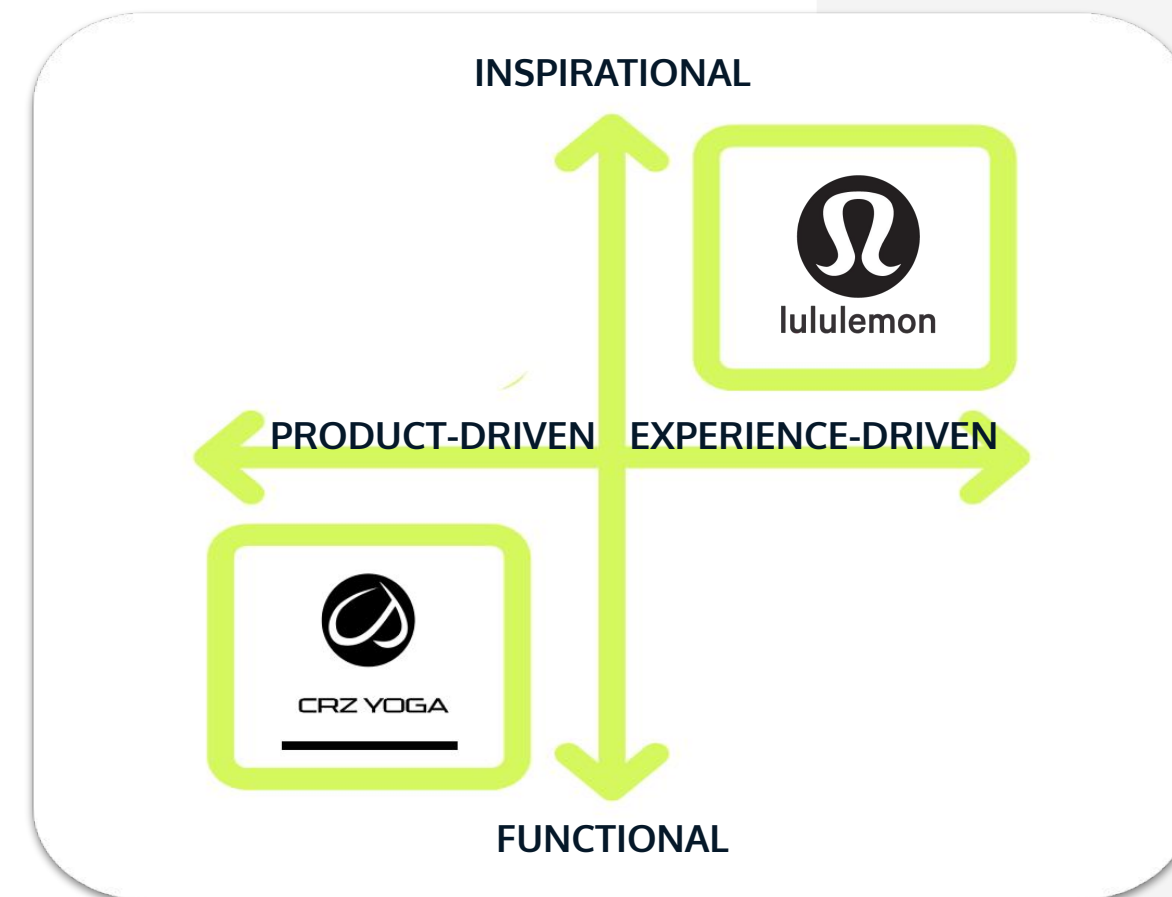 INSPIRATIONAL
lululemon
PRODUCT-DRIVEN EXPERIENCE-DRIVEN
CRZ YOGA
FUNCTIONAL